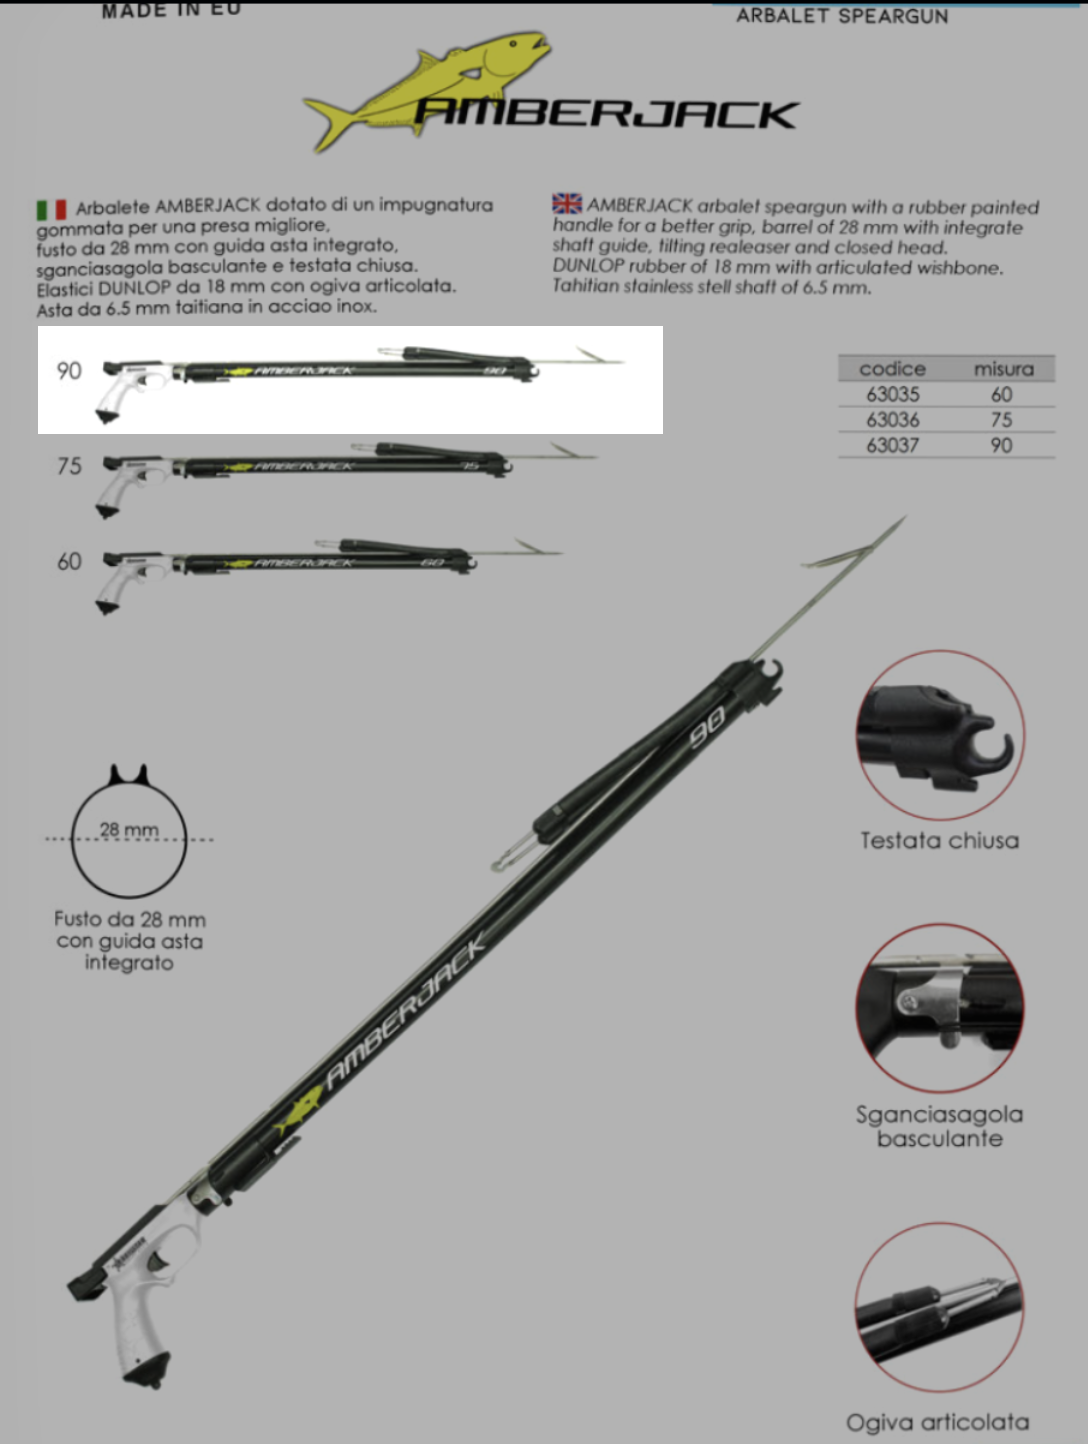 MADE IN EU
ARBALET SPEARGUN
AMBERJACK
Arbalete AMBERJACK dotato di un impugnatura
gommata per una presa migliore,
fusto da 28 mm con guida asta integrato,
sganciasagola basculante e testata chiusa.
Elastici DUNLOP da 18 mm con ogiva articolata.
Asta da 6.5 mm taitiana in acciao inox.
AMBERJACK arbalet speargun with a rubber painted
handle for a better grip, barrel of 28 mm with integrate
shaft guide, tilting realeaser and closed head.
DUNLOP rubber of 18 mm with articulated wishbone.
Tahitian stainless stell shaft of 6.5 mm.
90
AMBERJACK
90
75
AMBERJACK
75
60
AMBERJACK
60
codice misura
63035 60
63036 75
63037 90
90
AMBERJACK
28 mm
Fusto da 28 mm
con guida asta
integrato
Testata chiusa
Sganciasagola
basculante
Ogiva articolata